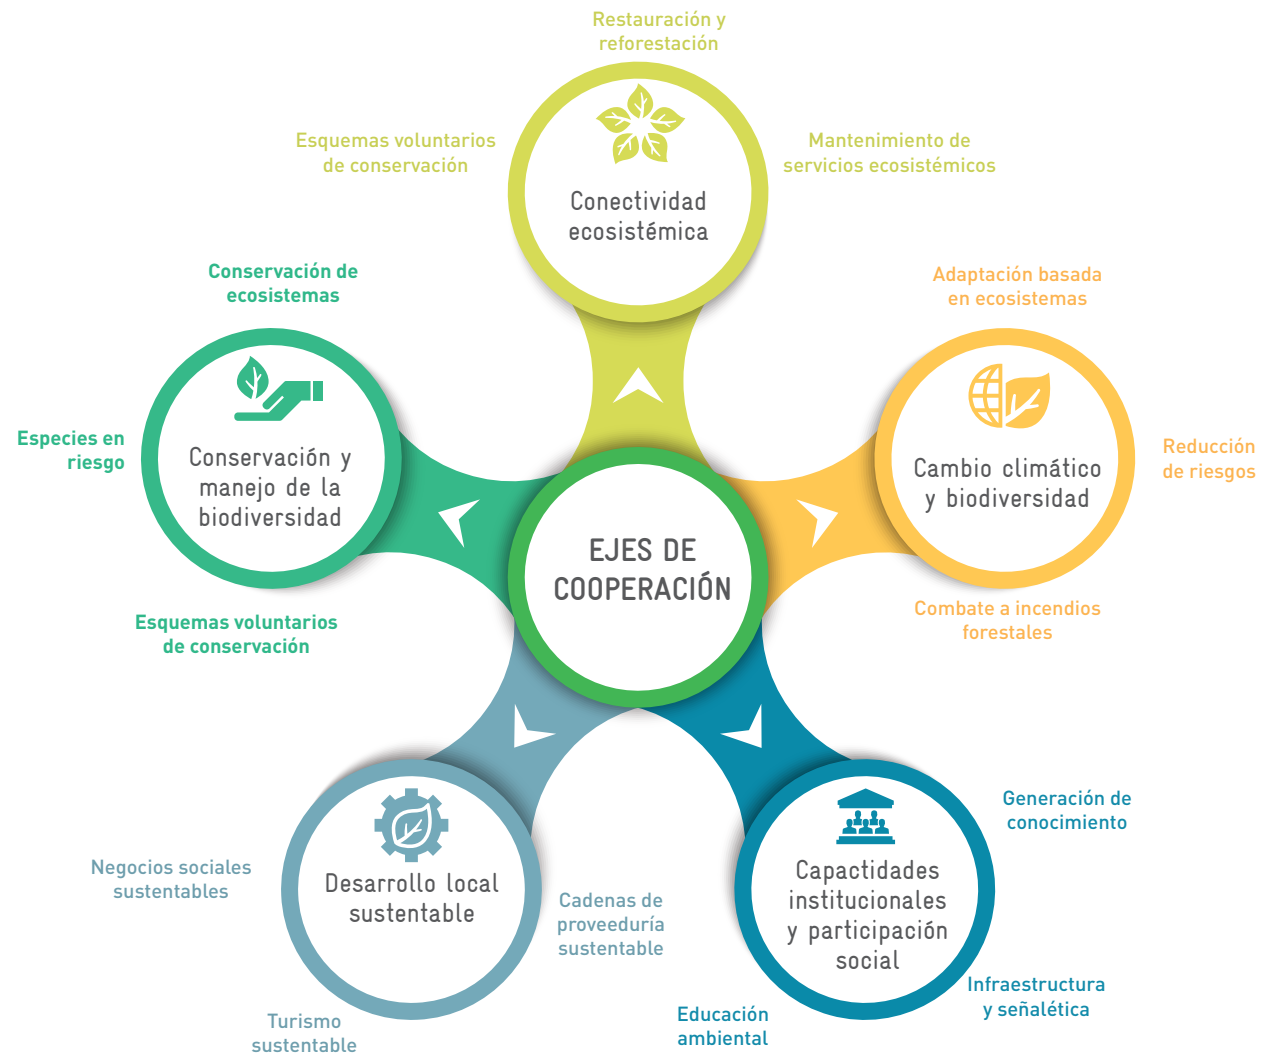 Restauración y
reforestación
Esquemas voluntarios
de conservación
Mantenimiento de
servicios ecosistémicos
Conectividad
ecosistémica
Conservación de
ecosistemas
Adaptación basada
en ecosistemas
Especies en
riesgo
Conservación y
manejo de la
biodiversidad
Cambio climático
y biodiversidad
Reducción
de riesgos
EJES DE
COOPERACIÓN
Esquemas voluntarios
de conservación
Combate a incendios
forestales
Negocios sociales
sustentables
Desarrollo local
sustentable
Cadenas de
proveeduría
sustentable
Turismo
sustentable
Capactidades
institucionales
y participación
social
Generación de
conocimiento
Infraestructura
y señalética
Educación
ambiental